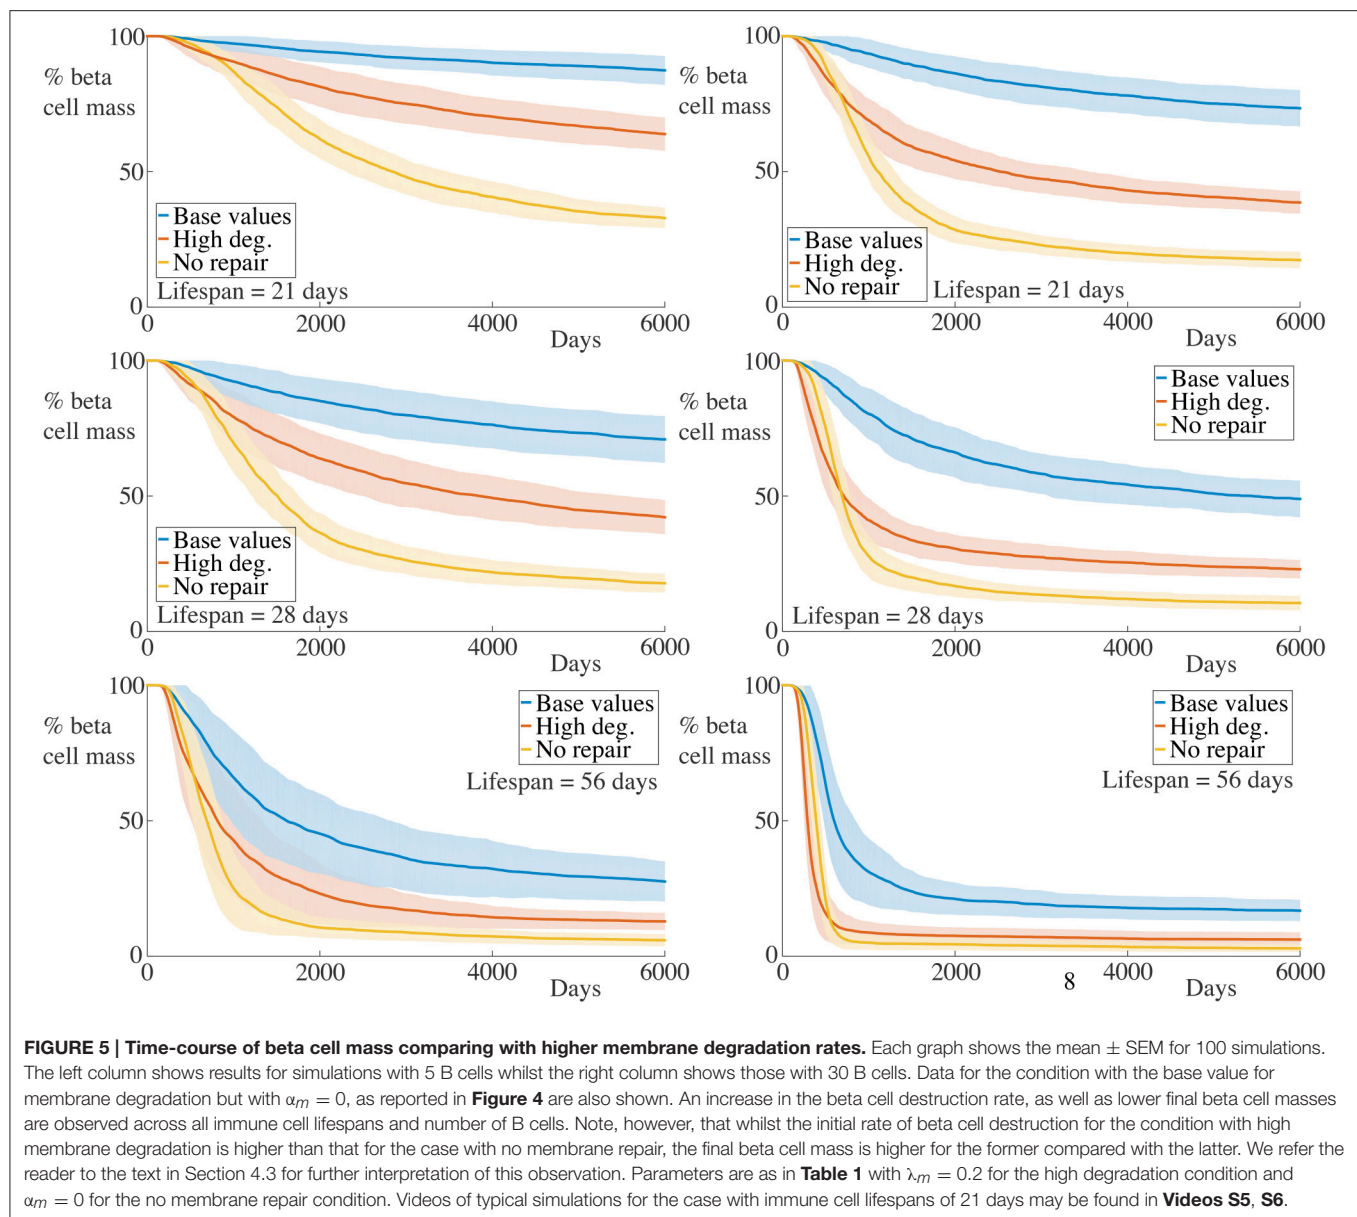 100
% beta
cell mass
50
0
Base values
High deg.
No repair
Lifespan = 21 days
0
2000
4000
6000
Days
100
% beta
cell mass
50
0
Base values
High deg.
No repair
Lifespan = 21 days
0
2000
4000
6000
Days
100
% beta
cell mass
50
0
Base values
High deg.
No repair
Lifespan = 28 days
0
2000
4000
6000
Days
100
% beta
cell mass
50
0
Base values
High deg.
No repair
Lifespan = 28 days
0
2000
4000
6000
Days
100
% beta
cell mass
50
0
Base values
High deg.
No repair
Lifespan = 56 days
0
2000
4000
6000
Days
100
% beta
cell mass
50
0
Base values
High deg.
No repair
Lifespan = 56 days
0
2000
4000
6000
8
Days
FIGURE 5 | Time-course of beta cell mass comparing with higher membrane degradation rates. Each graph shows the mean ± SEM for 100 simulations.
The left column shows results for simulations with 5 B cells whilst the right column shows those with 30 B cells. Data for the condition with the base value for
membrane degradation but with αm = 0, as reported in Figure 4 are also shown. An increase in the beta cell destruction rate, as well as lower final beta cell masses
are observed across all immune cell lifespans and number of B cells. Note, however, that whilst the initial rate of beta cell destruction for the condition with high
membrane degradation is higher than that for the case with no membrane repair, the final beta cell mass is higher for the former compared with the latter. We refer the
reader to the text in Section 4.3 for further interpretation of this observation. Parameters are as in Table 1 with λm = 0.2 for the high degradation condition and
αm = 0 for the no membrane repair condition. Videos of typical simulations for the case with immune cell lifespans of 21 days may be found in Videos S5, S6.